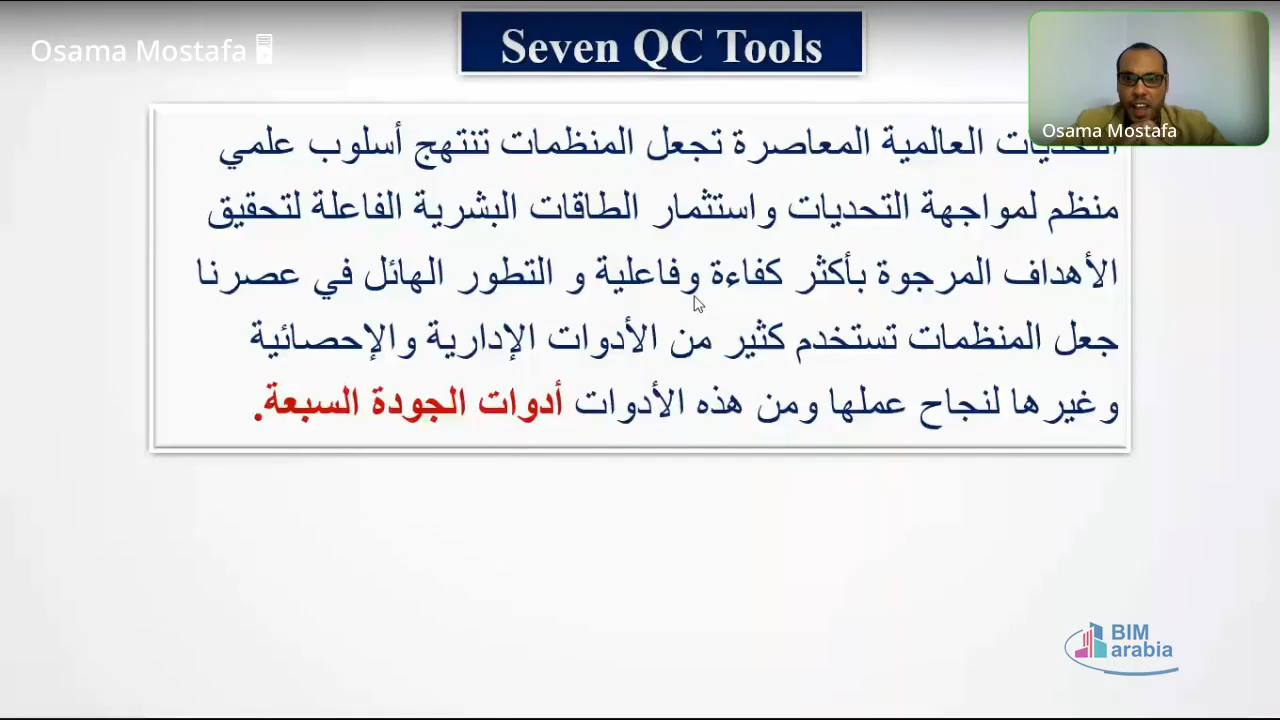 Osama Mostafa
Seven QC Tools
Osama Mostafa
العالمية المعاصرة تجعل المنظمات تنتهج أسلوب علمي
منظم لمواجهة التحديات واستثمار الطاقات البشرية الفاعلة لتحقيق
الأهداف المرجوة بأكثر كفاءة وفاعلية و التطور الهائل في عصرنا
جعل المنظمات تستخدم كثير من الأدوات الإدارية والإحصائية
وغيرها لنجاح عملها ومن هذه الأدوات أدوات الجودة السبعة.
BIM
arabia